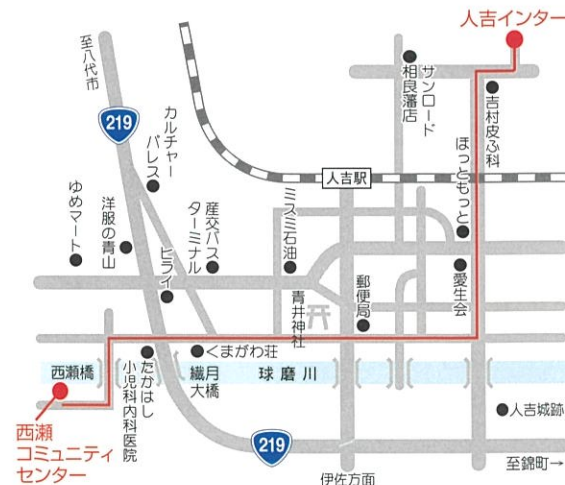 人吉インター
至八代市
219
カルチャー
パレス
サンロード
相良藩店
吉村皮ふ科
人吉駅
ほっともっと
ゆめマート
洋服の青山
ヒライ
産交バス
ターミナル
ミスミ石油
青井神社
郵便局
愛生会
西瀬橋
たかはし
小児科内科医院
くまがわ荘
繊月
大橋
球磨川
人吉城跡
西瀬
コミュニティ
センター
219
伊佐方面
至錦町→